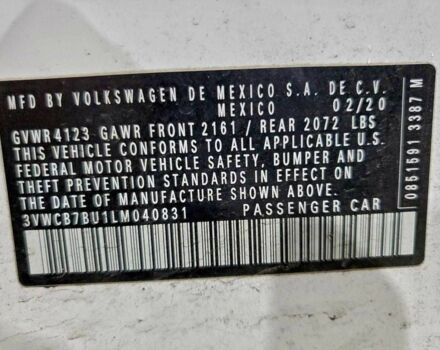 MFD BY VOLKSWAGEN DE MEXICO S.A. DE C.V.
MEXICO 02/20
GVWR4123 GAWR FRONT 2161 / REAR 2072 LBS
THIS VEHICLE CONFORMS TO ALL APPLICABLE
FEDERAL MOTOR VEHICLE SAFETY, BUMPER AND
THEFT PREVENTION STANDARDS IN EFFECT ON
THE DATE OF MANUFACTURE SHOWN ABOVE.
3VWCB7BU1LM040831 PASSENGER CAR
0851591 3387 M